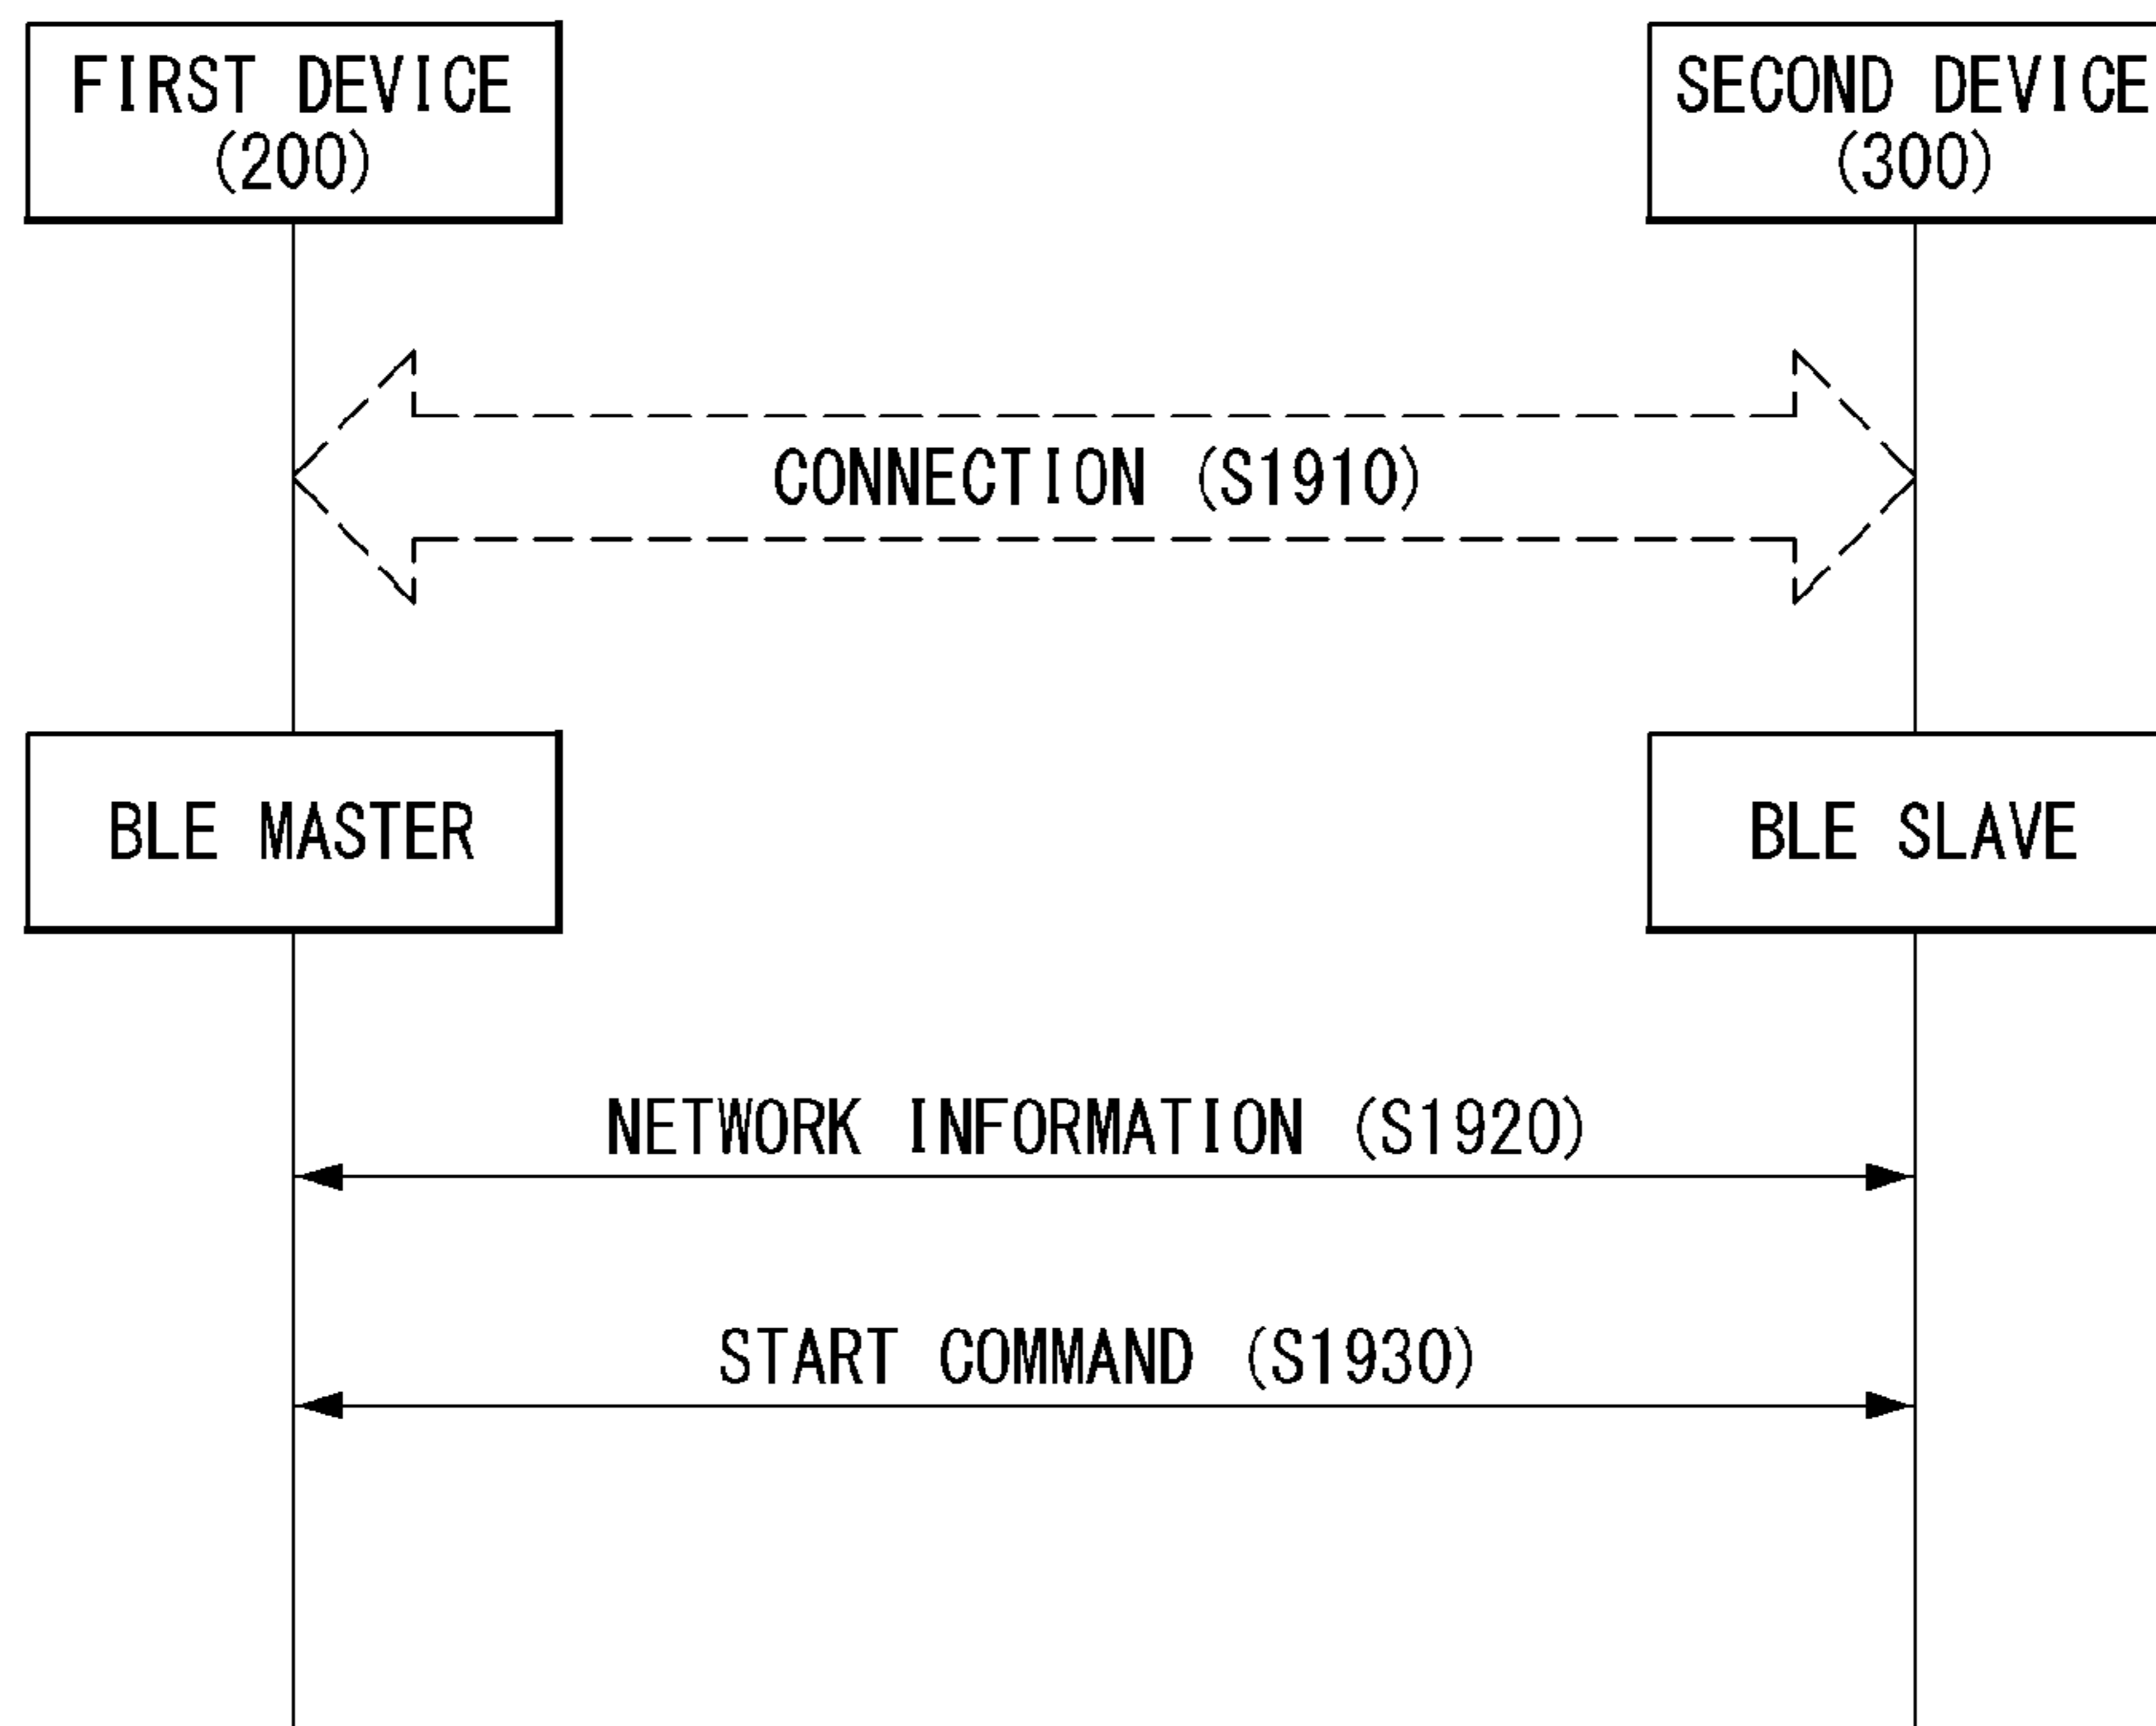 FIRST DEVICE
(200)
SECOND DEVICE
(300)
CONNECTION (S1910)
BLE MASTER
BLE SLAVE
NETWORK INFORMATION (S1920)
START COMMAND (S1930)